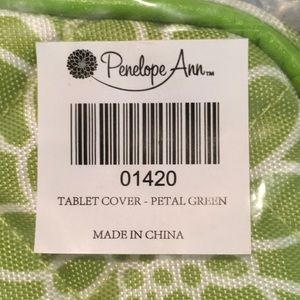 Penelope Ann™
01420
TABLET COVER - PETAL GREEN
MADE IN CHINA